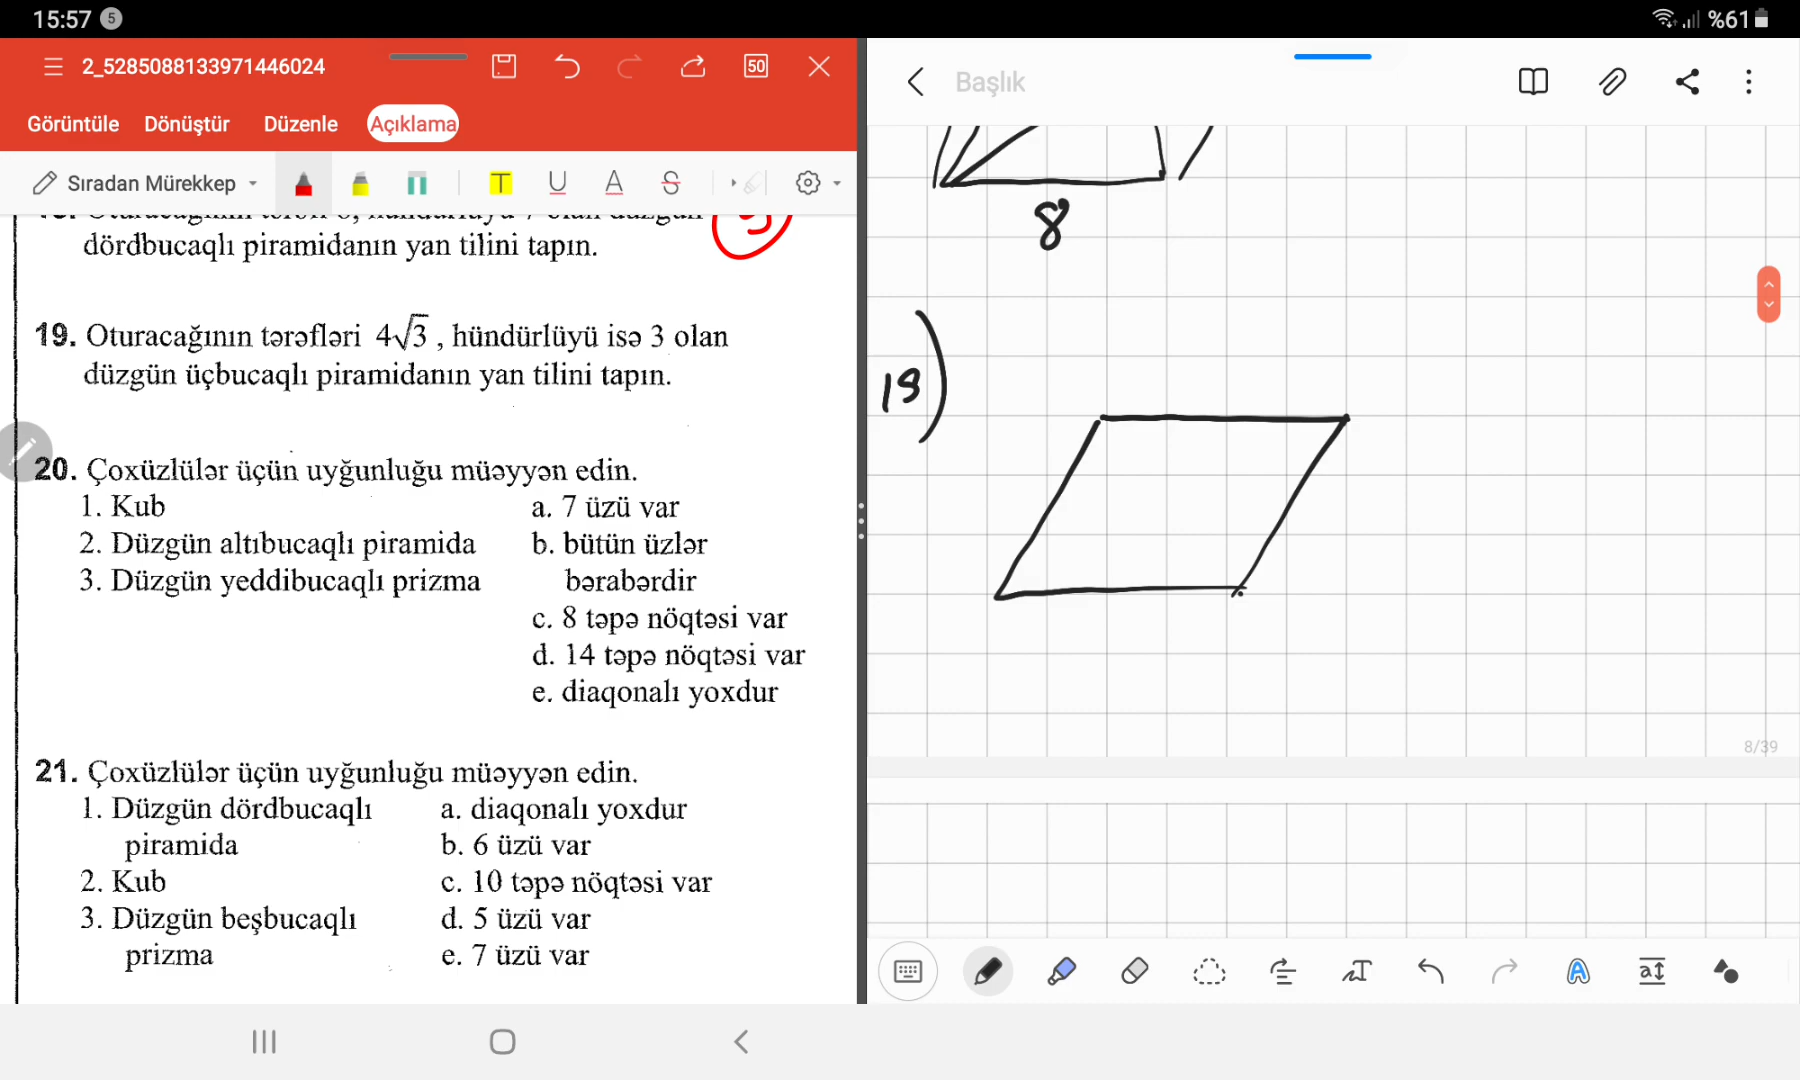 15:57 5
%61
2_5285088133971446024
50
Görüntüle Dönüştür Düzenle Açıklama
Sıradan Mürekkep
T U A S
dördbucaqlı piramidanın yan tilini tapın.
19. Oturacağının tərəfləri 4√3, hündürlüyü isə 3 olan
düzgün üçbucaqlı piramidanın yan tilini tapın.
20. Çoxüzlülər üçün uyğunluğu müəyyən edin.
1. Kub
2. Düzgün altıbucaqlı piramida
3. Düzgün yeddibucaqlı prizma
a. 7 üzü var
b. bütün üzlər
bərabərdir
c. 8 təpə nöqtəsi var
d. 14 təpə nöqtəsi var
e. diaqonalı yoxdur
21. Çoxüzlülər üçün uyğunluğu müəyyən edin.
1. Düzgün dördbucaqlı
piramida
2. Kub
3. Düzgün beşbucaqlı
prizma
a. diaqonalı yoxdur
b. 6 üzü var
c. 10 təpə nöqtəsi var
d. 5 üzü var
e. 7 üzü var
Başlık
8
18)
8/39